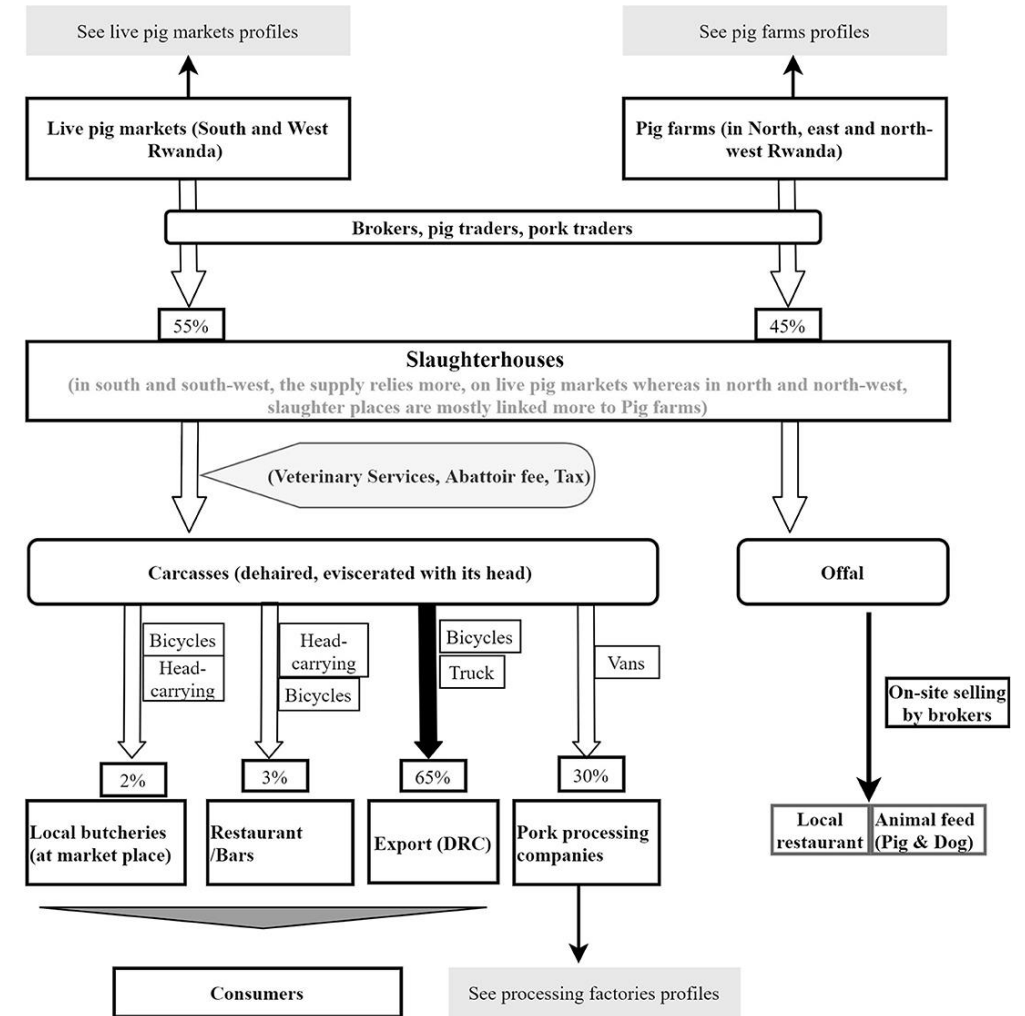 See live pig markets profiles
See pig farms profiles
Live pig markets (South and West
Rwanda)
Pig farms (in North, east and north-
west Rwanda)
Brokers, pig traders, pork traders
55%
45%
Slaughterhouses
(in south and south-west, the supply relies more, on live pig markets whereas in north and north-west,
slaughter places are mostly linked more to Pig farms)
(Veterinary Services, Abattoir fee, Tax)
Carcasses (dehaired, eviscerated with its head)
Offal
Bicycles
Head-
carrying
Head-
carrying
Bicycles
Bicycles
Truck
Vans
On-site selling
by brokers
2%
3%
65%
30%
Local butcheries
(at market place)
Restaurant
/Bars
Export (DRC)
Pork processing
companies
Local
restaurant
Animal feed
(Pig & Dog)
Consumers
See processing factories profiles